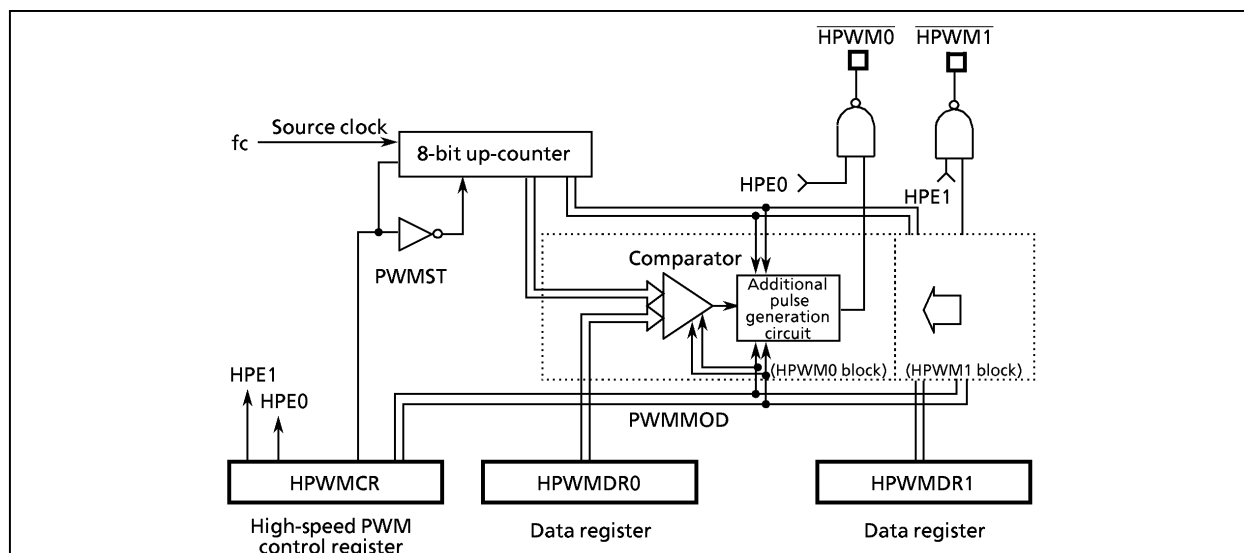 HPWM0
HPWM1
Source clock
fc
8-bit up-counter
HPE0
HPE1
PWMST
Comparator
Additional
pulse
generation
circuit
(HPWM0 block)
(HPWM1 block)
HPE1
HPE0
PWMMOD
HPWMCR
HPWMDR0
HPWMDR1
High-speed PWM
control register
Data register
Data register